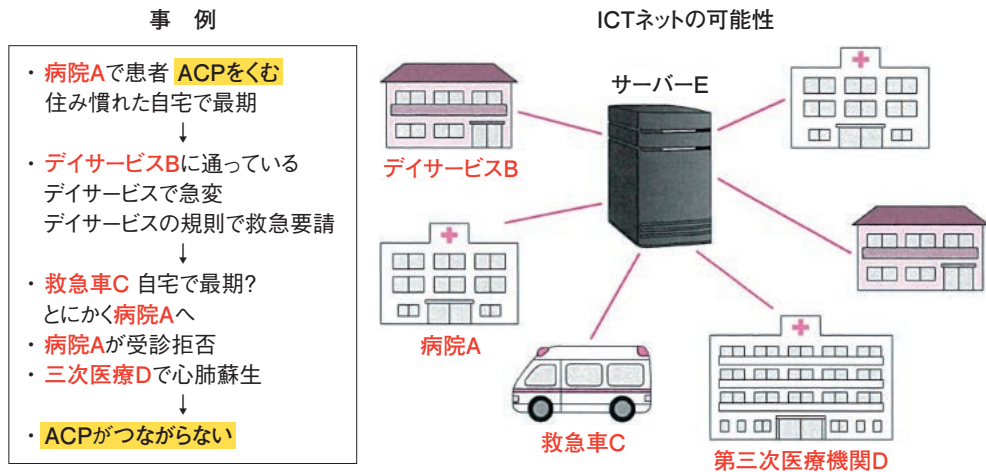 事　例
・病院Aで患者 ACPをくむ
住み慣れた自宅で最期
↓
・デイサービスBに通っている
デイサービスで急変
デイサービスの規則で救急要請
↓
・救急車C 自宅で最期?
とにかく病院Aへ
・病院Aが受診拒否
・三次医療Dで心肺蘇生
↓
・ACPがつながらない
ICTネットの可能性
サーバーE
デイサービスB
病院A
救急車C
第三次医療機関D